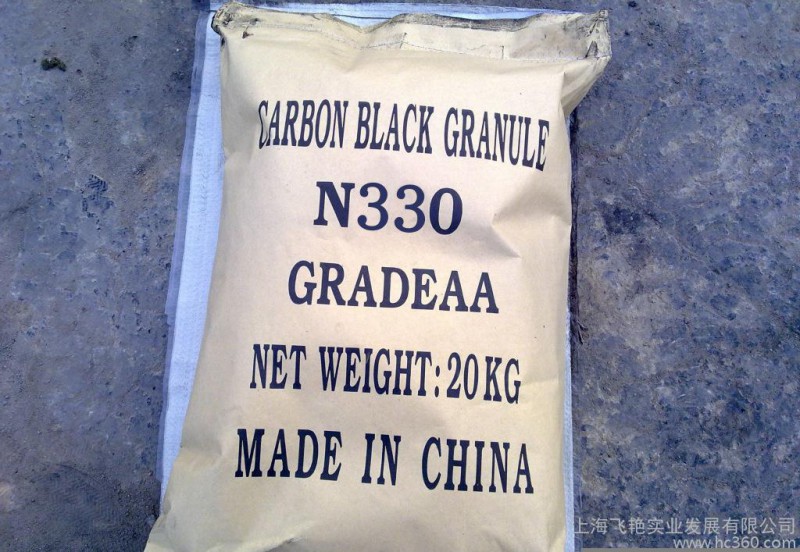 CARBON BLACK GRANULE
N330
GRADEAA
NET WEIGHT: 20KG
MADE IN CHINA
上海飞艳实业发展有限公司
www.hc360.com